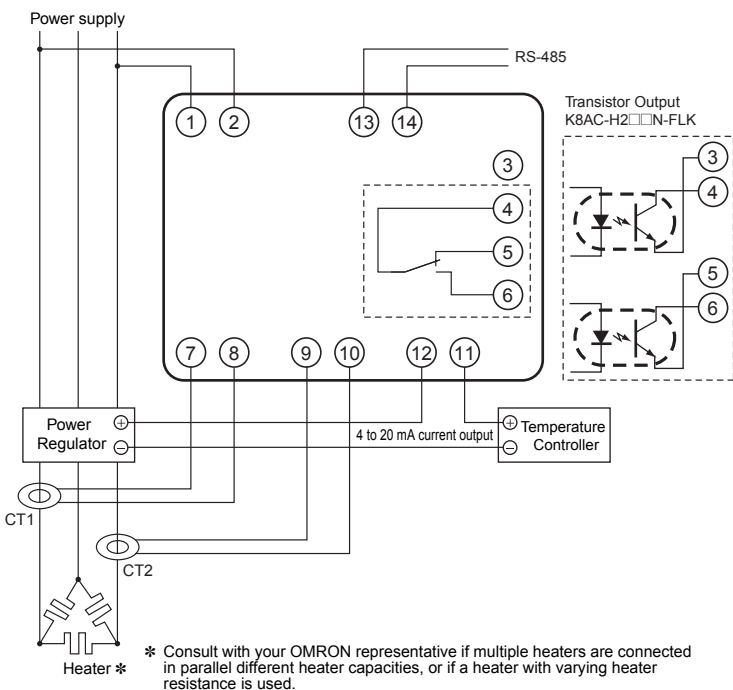 Power supply
RS-485
Transistor Output
K8AC-H2□□N-FLK
1 2 13 14
3
4
5
6
3
4
5
6
7 8 9 10 12 11
Power
Regulator
+
−
4 to 20 mA current output
+
−
Temperature
Controller
CT1
CT2
Heater *
* Consult with your OMRON representative if multiple heaters are connected
in parallel different heater capacities, or if a heater with varying heater
resistance is used.